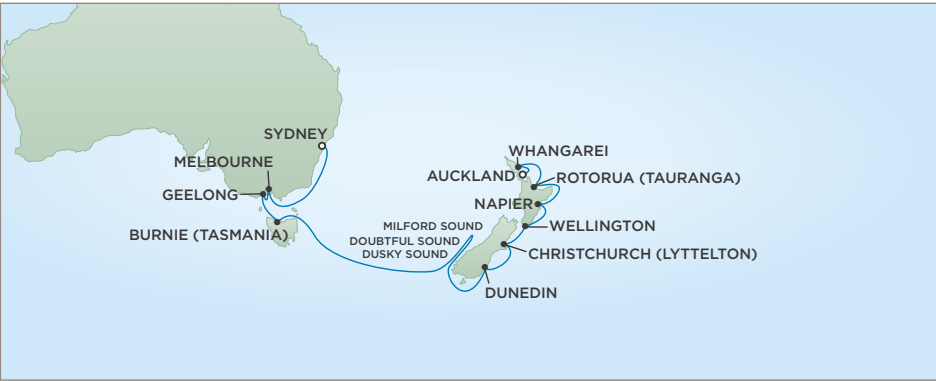 SYDNEY
MELBOURNE
GEELONG
BURNIE (TASMANIA)
WHANGAREI
AUCKLAND
ROTORUA (TAURANGA)
NAPIER
MILFORD SOUND
WELLINGTON
DOUBTFUL SOUND
DUSKY SOUND
CHRISTCHURCH (LYTTELTON)
DUNEDIN